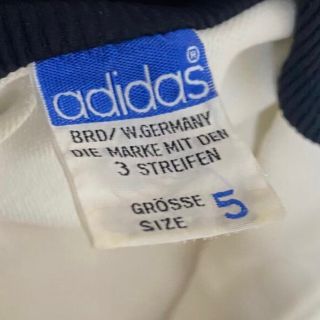 adidas®
BRD/W.GERMANY
DIE MARKE MIT DEN
3 STREIFEN
GRÖSSE
SIZE 5